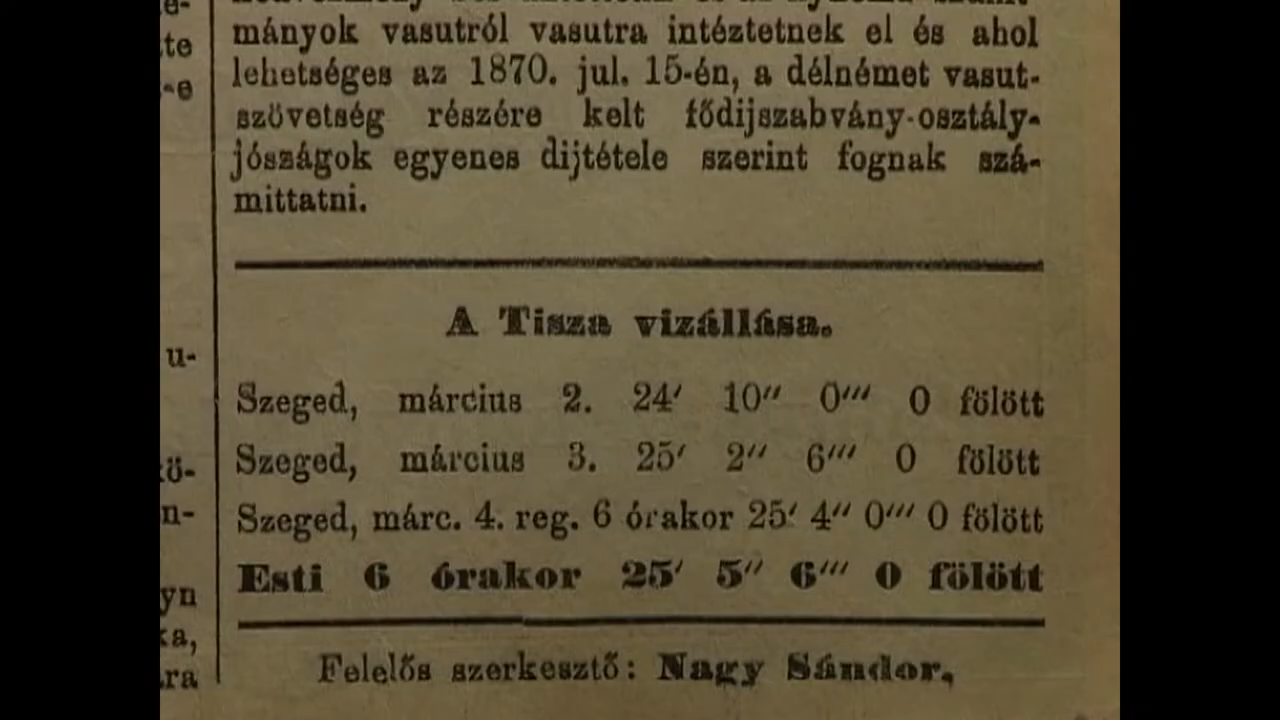 te
-e
mányok vasutról vasutra intéztetnek el és ahol
lehetséges az 1870. jul. 15-én, a délnémet vasut-
szövetség részére kelt fődijszabvány-osztály-
jószágok egyenes dijtétele szerint fognak szá-
mittatni.
A Tisza vizállása.
Szeged, március 2. 24′ 10″ 0‴ 0 fölött
Szeged, március 3. 25′ 2″ 6‴ 0 fölött
Szeged, márc. 4. reg. 6 órakor 25′ 4″ 0‴ 0 fölött
Esti 6 órakor 25′ 5″ 6‴ 0 fölött
Felelős szerkesztő: Nagy Sándor.
u-
n-
yn